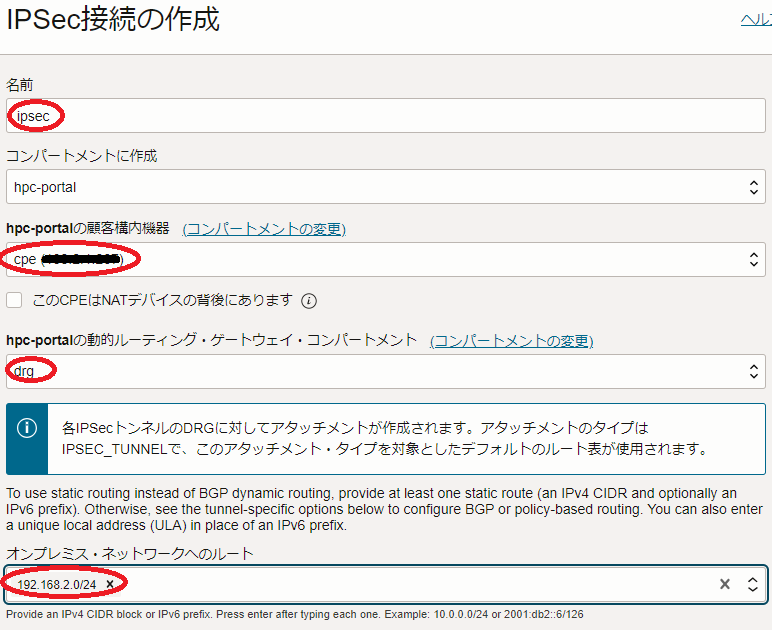 IPSec接続の作成
ヘル
名前
ipsec
コンパートメントに作成
hpc-portal
hpc-portalの顧客構内機器 (コンパートメントの変更)
cpe
このCPEはNATデバイスの背後にあります
hpc-portalの動的ルーティング・ゲートウェイ・コンパートメント (コンパートメントの変更)
drg
各IPSecトンネルのDRGに対してアタッチメントが作成されます。アタッチメントのタイプは
IPSEC_TUNNELで、このアタッチメント・タイプを対象としたデフォルトのルート表が使用されます。
To use static routing instead of BGP dynamic routing, provide at least one static route (an IPv4 CIDR and optionally an
IPv6 prefix). Otherwise, see the tunnel-specific options below to configure BGP or policy-based routing. You can also enter
a unique local address (ULA) in place of an IPv6 prefix.
オンプレミス・ネットワークへのルート
192.168.2.0/24
Provide an IPv4 CIDR block or IPv6 prefix. Press enter after typing each one. Example: 10.0.0.0/24 or 2001:db2::6/126